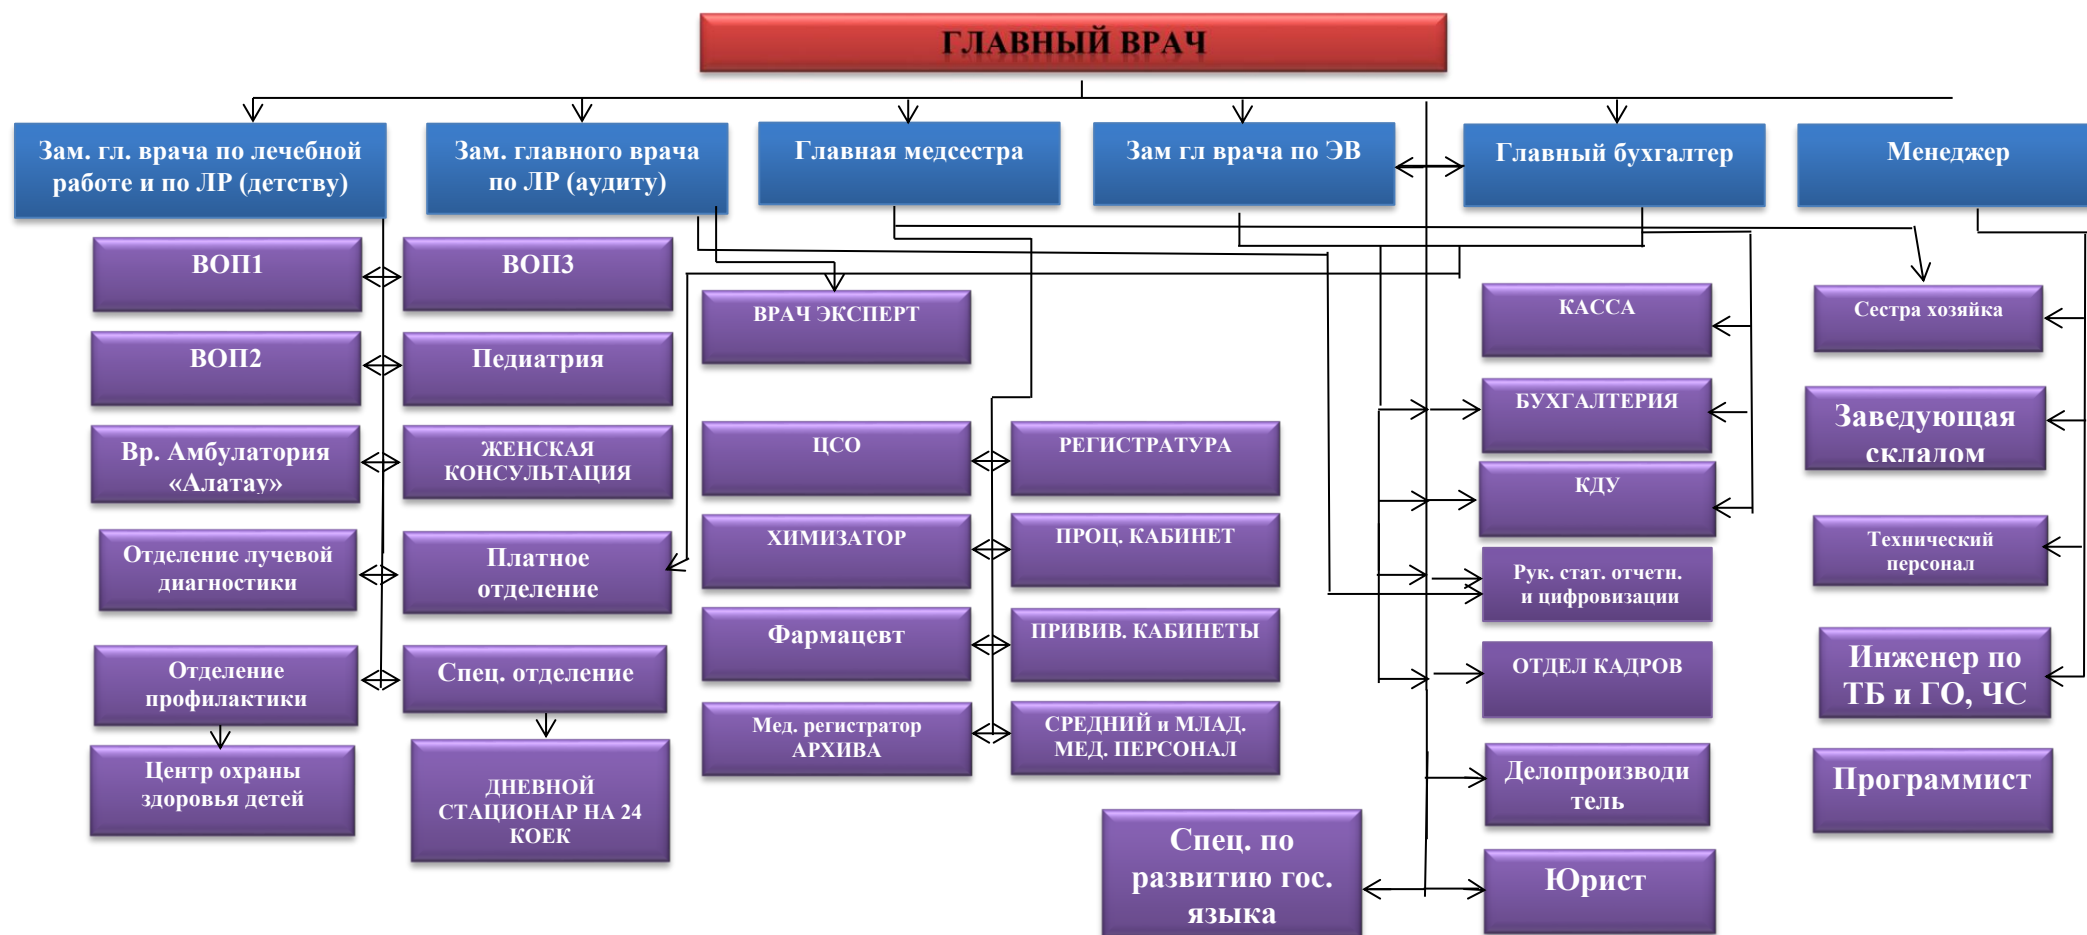 ГЛАВНЫЙ ВРАЧ
Зам. гл. врача по лечебной
работе и по ЛР (детству)
Зам. главного врача
по ЛР (аудиту)
Главная медсестра
Зам гл врача по ЭВ
Главный бухгалтер
Менеджер
ВОП1
ВОП3
ВОП2
Педиатрия
Вр. Амбулатория
«Алатау»
ЖЕНСКАЯ
КОНСУЛЬТАЦИЯ
Отделение лучевой
диагностики
Платное
отделение
Отделение
профилактики
Спец. отделение
Центр охраны
здоровья детей
ДНЕВНОЙ
СТАЦИОНАР НА 24
КОЕК
ВРАЧ ЭКСПЕРТ
ЦСО
РЕГИСТРАТУРА
ХИМИЗАТОР
ПРОЦ. КАБИНЕТ
Фармацевт
ПРИВИВ. КАБИНЕТЫ
Мед. регистратор
АРХИВА
СРЕДНИЙ и МЛАД.
МЕД. ПЕРСОНАЛ
Спец. по
развитию гос.
языка
КАССА
БУХГАЛТЕРИЯ
КДУ
Рук. стат. отчетн.
и цифровизации
ОТДЕЛ КАДРОВ
Делопроизводи
тель
Юрист
Сестра хозяйка
Заведующая
складом
Технический
персонал
Инженер по
ТБ и ГО, ЧС
Программист